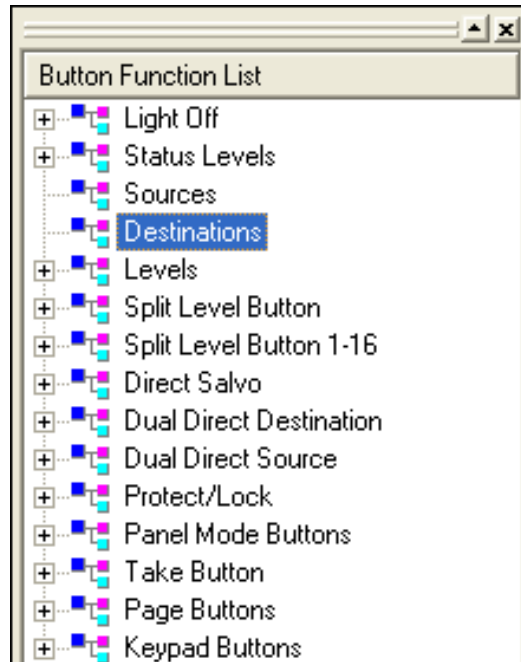 Button Function List
Light Off
Status Levels
Sources
Destinations
Levels
Split Level Button
Split Level Button 1-16
Direct Salvo
Dual Direct Destination
Dual Direct Source
Protect/Lock
Panel Mode Buttons
Take Button
Page Buttons
Keypad Buttons